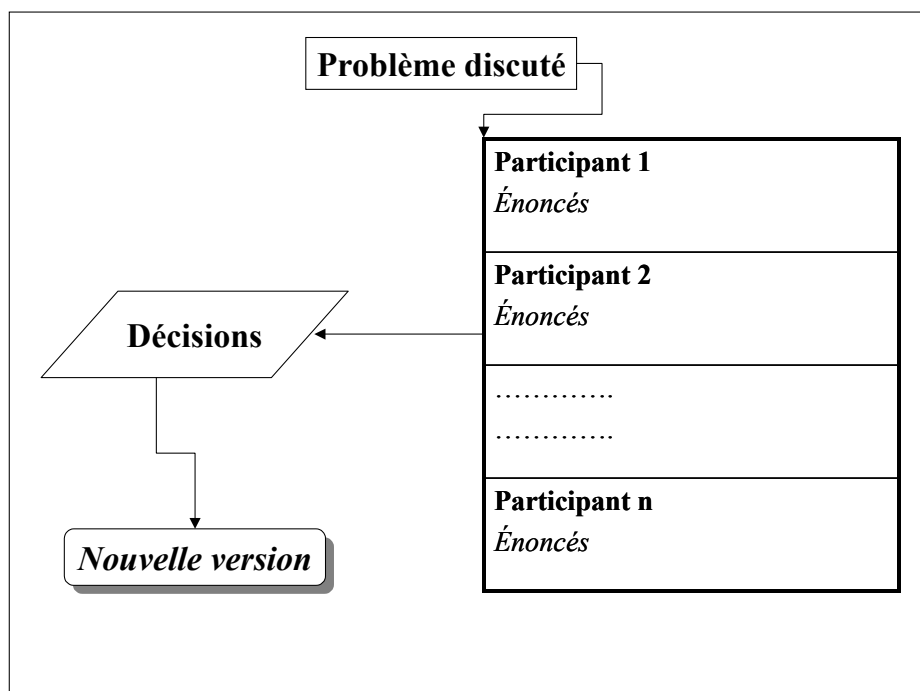 Problème discuté
Participant 1
Énoncés
Participant 2
Énoncés
………….
………….
Participant n
Énoncés
Décisions
Nouvelle version